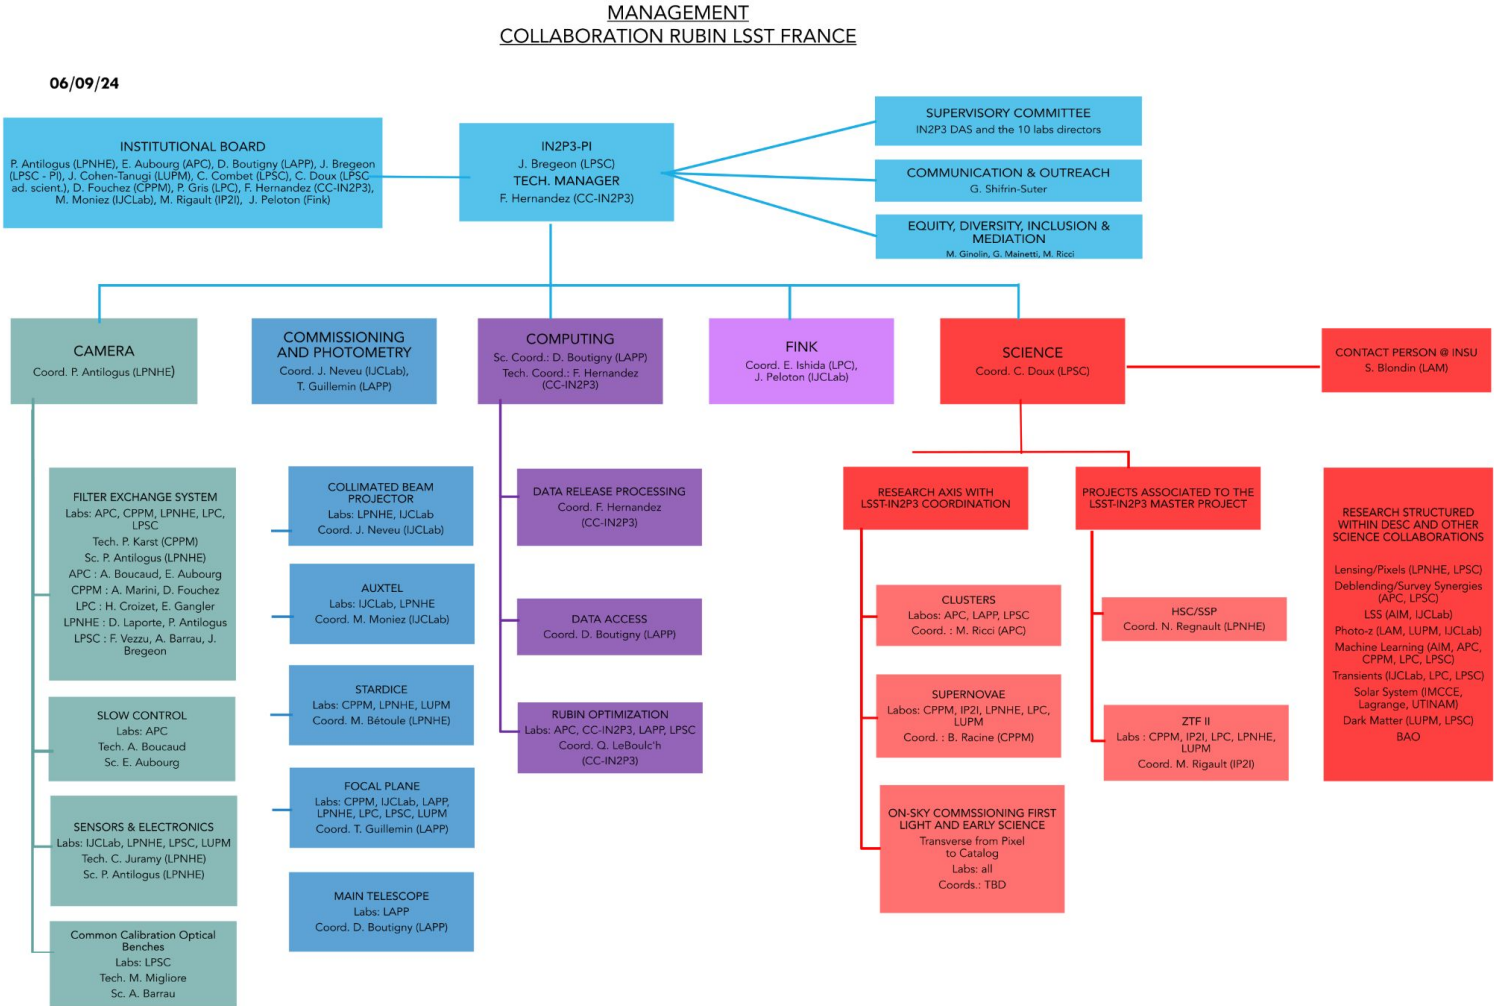 MANAGEMENT
COLLABORATION RUBIN LSST FRANCE
06/09/24
INSTITUTIONAL BOARD
P. Antilogus (LPNHE), E. Aubourg (APC), D. Boutigny (LAPP), J. Bregeon
(LPSC - PI), J. Cohen-Tanugi (LUPM), C. Combet (LPSC), C. Doux (LPSC
ad. scient.), D. Fouchez (CPPM), P. Gris (LPC), F. Hernandez (CC-IN2P3),
M. Moniez (IJCLab), M. Rigault (IP2I), J. Peloton (Fink)
IN2P3-PI
J. Bregeon (LPSC)
TECH. MANAGER
F. Hernandez (CC-IN2P3)
SUPERVISORY COMMITTEE
IN2P3 DAS and the 10 labs directors
COMMUNICATION & OUTREACH
G. Shifrin-Suter
EQUITY, DIVERSITY, INCLUSION &
MEDIATION
M. Ginolin, G. Mainetti, M. Ricci
CAMERA
Coord. P. Antilogus (LPNHE)
COMMISSIONING
AND PHOTOMETRY
Coord. J. Neveu (IJCLab),
T. Guillemin (LAPP)
COMPUTING
Sc. Coord.: D. Boutigny (LAPP)
Tech. Coord.: F. Hernandez
(CC-IN2P3)
FINK
Coord. E. Ishida (LPC),
J. Peloton (IJCLab)
SCIENCE
Coord. C. Doux (LPSC)
CONTACT PERSON @ INSU
S. Blondin (LAM)
FILTER EXCHANGE SYSTEM
Labs: APC, CPPM, LPNHE, LPC,
LPSC
Tech. P. Karst (CPPM)
Sc. P. Antilogus (LPNHE)
APC : A. Boucaud, E. Aubourg
CPPM : A. Marini, D. Fouchez
LPC : H. Croizet, E. Gangler
LPNHE : D. Laporte, P. Antilogus
LPSC : F. Vezzu, A. Barrau, J.
Bregeon
SLOW CONTROL
Labs: APC
Tech. A. Boucaud
Sc. E. Aubourg
SENSORS & ELECTRONICS
Labs: IJCLab, LPNHE, LPSC, LUPM
Tech. C. Juramy (LPNHE)
Sc. P. Antilogus (LPNHE)
Common Calibration Optical
Benches
Labs: LPSC
Tech. M. Migliore
Sc. A. Barrau
COLLIMATED BEAM
PROJECTOR
Labs: LPNHE, IJCLab
Coord. J. Neveu (IJCLab)
AUXTEL
Labs: IJCLab, LPNHE
Coord. M. Moniez (IJCLab)
STARDICE
Labs: CPPM, LPNHE, LUPM
Coord. M. Bétoule (LPNHE)
FOCAL PLANE
Labs: CPPM, IJCLab, LAPP,
LPNHE, LPC, LPSC, LUPM
Coord. T. Guillemin (LAPP)
MAIN TELESCOPE
Labs: LAPP
Coord. D. Boutigny (LAPP)
DATA RELEASE PROCESSING
Coord. F. Hernandez
(CC-IN2P3)
DATA ACCESS
Coord. D. Boutigny (LAPP)
RUBIN OPTIMIZATION
Labs: APC, CC-IN2P3, LAPP, LPSC
Coord. Q. LeBoulc'h
(CC-IN2P3)
RESEARCH AXIS WITH
LSST-IN2P3 COORDINATION
CLUSTERS
Labos: APC, LAPP, LPSC
Coord. : M. Ricci (APC)
SUPERNOVAE
Labos: CPPM, IP2I, LPNHE, LPC,
LUPM
Coord. : B. Racine (CPPM)
ON-SKY COMMSSIONING FIRST
LIGHT AND EARLY SCIENCE
Transverse from Pixel
to Catalog
Labs: all
Coords.: TBD
PROJECTS ASSOCIATED TO THE
LSST-IN2P3 MASTER PROJECT
HSC/SSP
Coord. N. Regnault (LPNHE)
ZTF II
Labs : CPPM, IP2I, LPC, LPNHE,
LUPM
Coord. M. Rigault (IP2I)
RESEARCH STRUCTURED
WITHIN DESC AND OTHER
SCIENCE COLLABORATIONS
Lensing/Pixels (LPNHE, LPSC)
Deblending/Survey Synergies
(APC, LPSC)
LSS (AIM, IJCLab)
Photo-z (LAM, LUPM, IJCLab)
Machine Learning (AIM, APC,
CPPM, LPC, LPSC)
Transients (IJCLab, LPC, LPSC)
Solar System (IMCCE,
Lagrange, UTINAM)
Dark Matter (LUPM, LPSC)
BAO